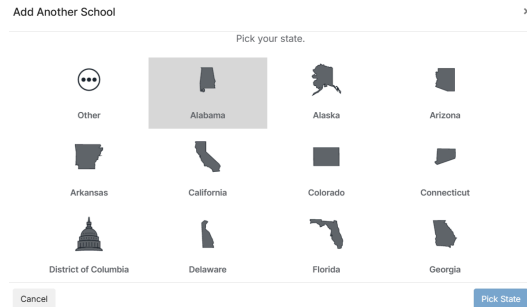 Add Another School
Pick your state.
Other Alabama Alaska Arizona
Arkansas California Colorado Connecticut
District of Columbia Delaware Florida Georgia
Cancel Pick State